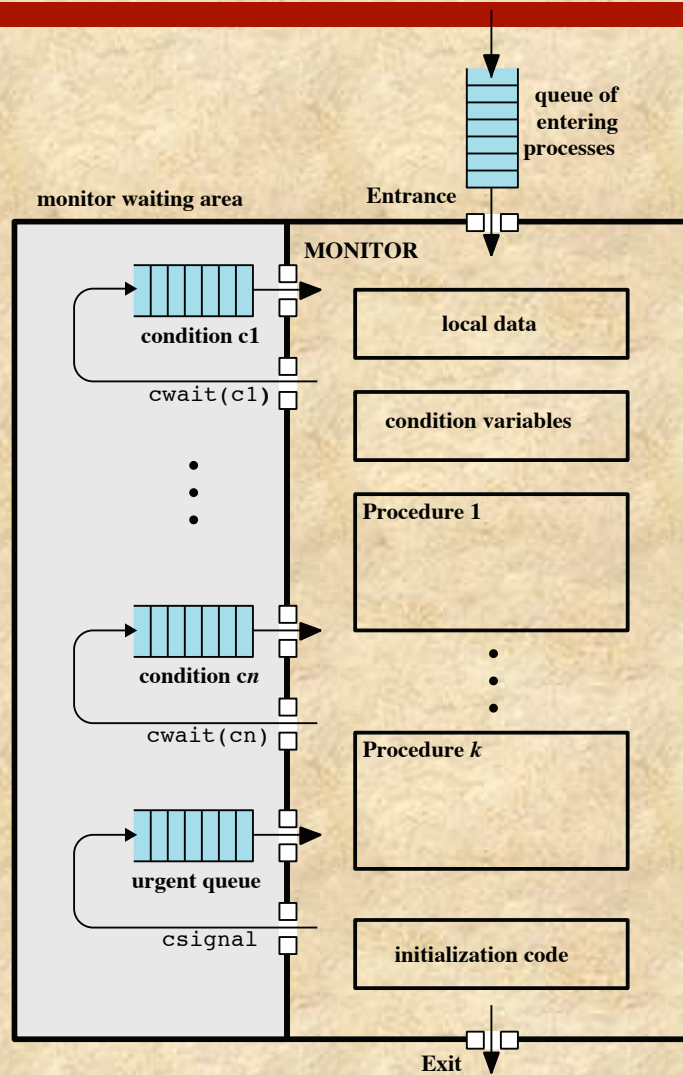 queue of
entering
processes
Entrance
monitor waiting area
MONITOR
condition c1
cwait(c1)
local data
condition variables
Procedure 1
condition cn
cwait(cn)
Procedure k
urgent queue
csignal
initialization code
Exit